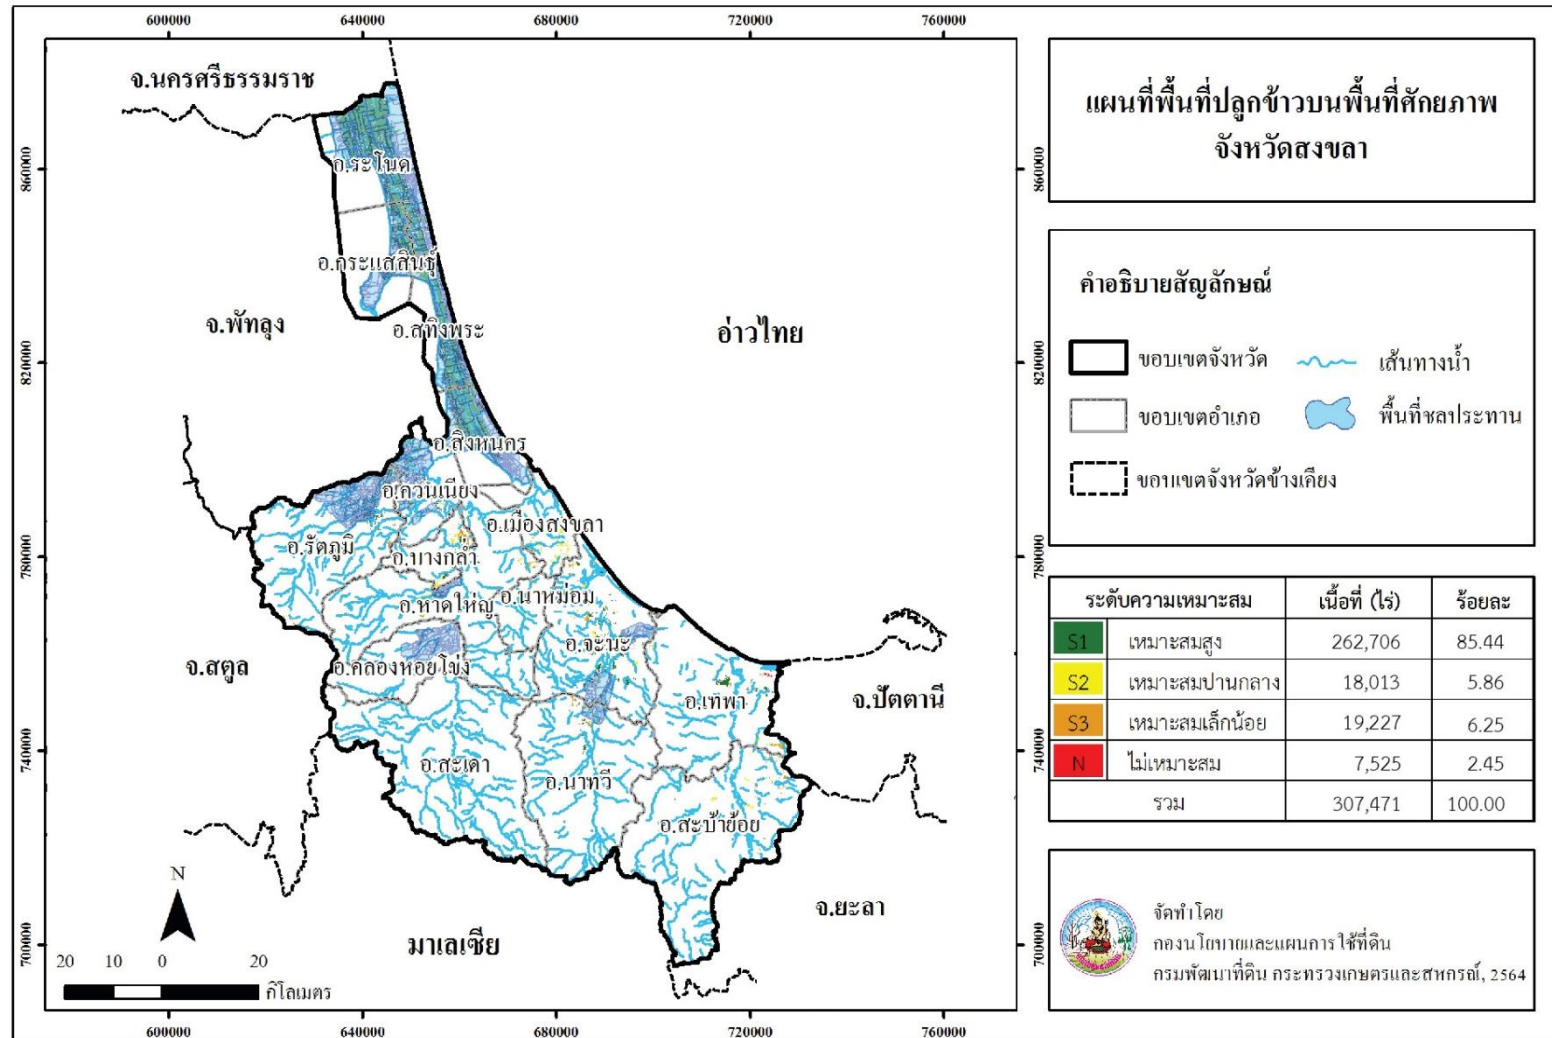 600000 640000 680000 720000 760000
จ.นครศรีธรรมราช
860000
860000
อ.ระโนด
อ.กระแสสินธุ์
จ.พัทลุง
อ.สทิงพระ
อ่าวไทย
820000
820000
อ.สิงหนคร
อ.ควนเนียง
อ.เมืองสงขลา
อ.รัตภูมิ
อ.บางกล่ำ
780000
780000
อ.หาดใหญ่
อ.นาหม่อม
อ.จะนะ
จ.สตูล
อ.คลองหอยโข่ง
อ.เทพา
จ.ปัตตานี
740000
740000
อ.สะเดา
อ.นาทวี
อ.สะบ้าย้อย
จ.ยะลา
มาเลเซีย
700000
700000
N
20 10 0 20
กิโลเมตร
600000 640000 680000 720000 760000
แผนที่พื้นที่ปลูกข้าวบนพื้นที่ศักยภาพ
จังหวัดสงขลา
คำอธิบายสัญลักษณ์
ขอบเขตจังหวัด เส้นทางน้ำ
ขอบเขตอำเภอ พื้นที่ชลประทาน
ขอบเขตจังหวัดข้างเคียง
ระดับความเหมาะสม เนื้อที่ (ไร่) ร้อยละ
S1 เหมาะสมสูง 262,706 85.44
S2 เหมาะสมปานกลาง 18,013 5.86
S3 เหมาะสมเล็กน้อย 19,227 6.25
N ไม่เหมาะสม 7,525 2.45
รวม 307,471 100.00
จัดทำโดย
กองนโยบายและแผนการใช้ที่ดิน
กรมพัฒนาที่ดิน กระทรวงเกษตรและสหกรณ์, 2564